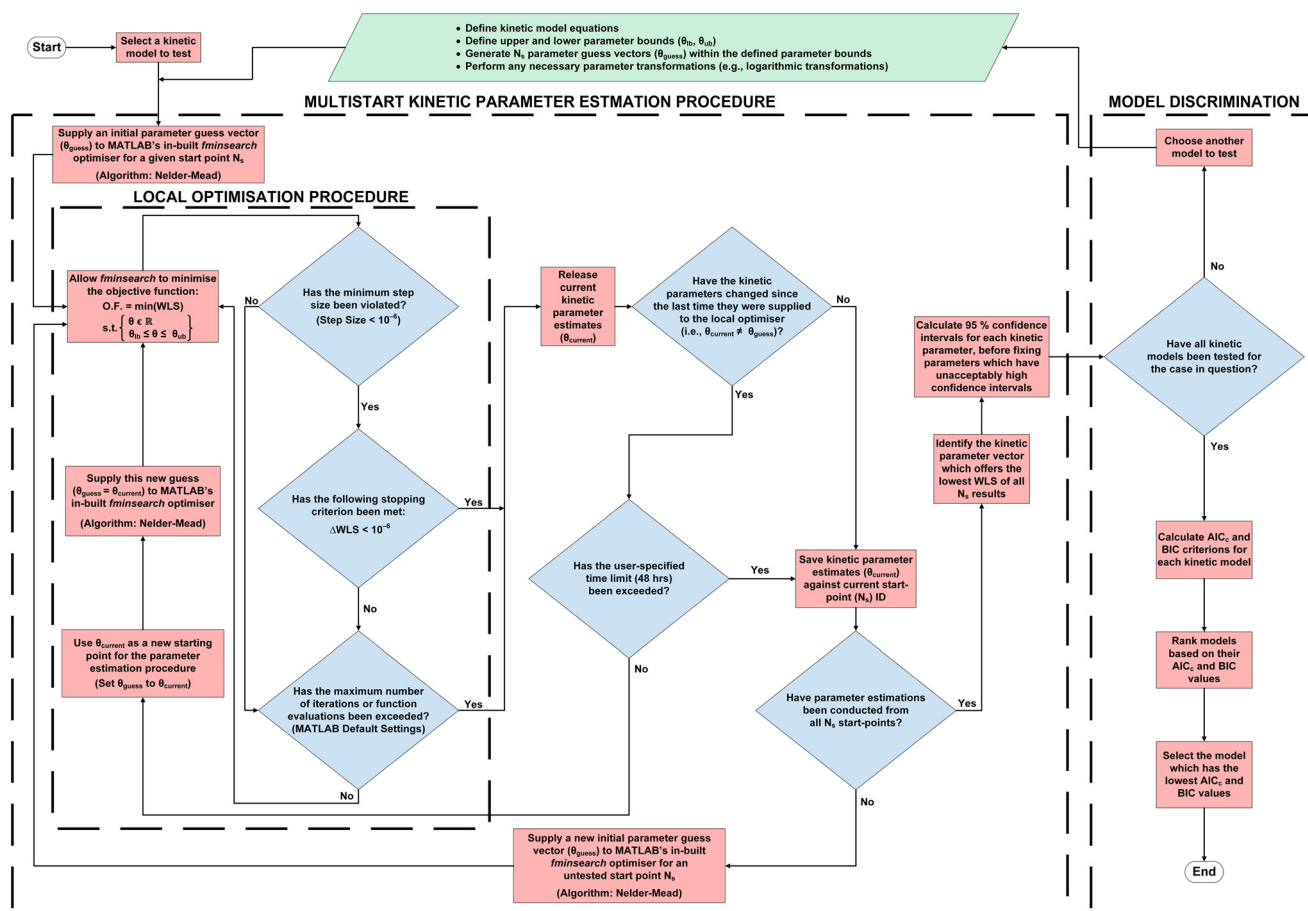 Start
Select a kinetic
model to test
• Define kinetic model equations
• Define upper and lower parameter bounds (θlb, θub)
• Generate Ns parameter guess vectors (θguess) within the defined parameter bounds
• Perform any necessary parameter transformations (e.g., logarithmic transformations)
MULTISTART KINETIC PARAMETER ESTMATION PROCEDURE
MODEL DISCRIMINATION
Supply an initial parameter guess vector
(θguess) to MATLAB's in-built fminsearch
optimiser for a given start point Ns
(Algorithm: Nelder-Mead)
Choose another
model to test
LOCAL OPTIMISATION PROCEDURE
Allow fminsearch to minimise
the objective function:
O.F. = min(WLS)
s.t. { θ ϵ ℝ
θlb ≤ θ ≤ θub }
No
Has the minimum step
size been violated?
(Step Size < 10⁻⁶)
Yes
Release
current
kinetic
parameter
estimates
(θcurrent)
Have the kinetic
parameters changed since
the last time they were supplied
to the local optimiser
(i.e., θcurrent ≠ θguess)?
No
Yes
Calculate 95 % confidence
intervals for each kinetic
parameter, before fixing
parameters which have
unacceptably high
confidence intervals
No
Have all kinetic
models been tested for
the case in question?
Yes
Supply this new guess
(θguess = θcurrent) to MATLAB's
in-built fminsearch optimiser
(Algorithm: Nelder-Mead)
Has the following stopping
criterion been met:
ΔWLS < 10⁻⁶
Yes
No
Identify the kinetic
parameter vector
which offers the
lowest WLS of all
Ns results
Has the user-specified
time limit (48 hrs)
been exceeded?
Yes
No
Save kinetic parameter
estimates (θcurrent)
against current start-
point (Ns) ID
Calculate AICc and
BIC criterions for
each kinetic model
Use θcurrent as a new starting
point for the parameter
estimation procedure
(Set θguess to θcurrent)
Has the maximum number
of iterations or function
evaluations been exceeded?
(MATLAB Default Settings)
Yes
No
Have parameter estimations
been conducted from
all Ns start-points?
Yes
No
Rank models
based on their
AICc and BIC
values
Select the model
which has the
lowest AICc and
BIC values
Supply a new initial parameter guess
vector (θguess) to MATLAB's in-built
fminsearch optimiser for an
untested start point Ns
(Algorithm: Nelder-Mead)
End